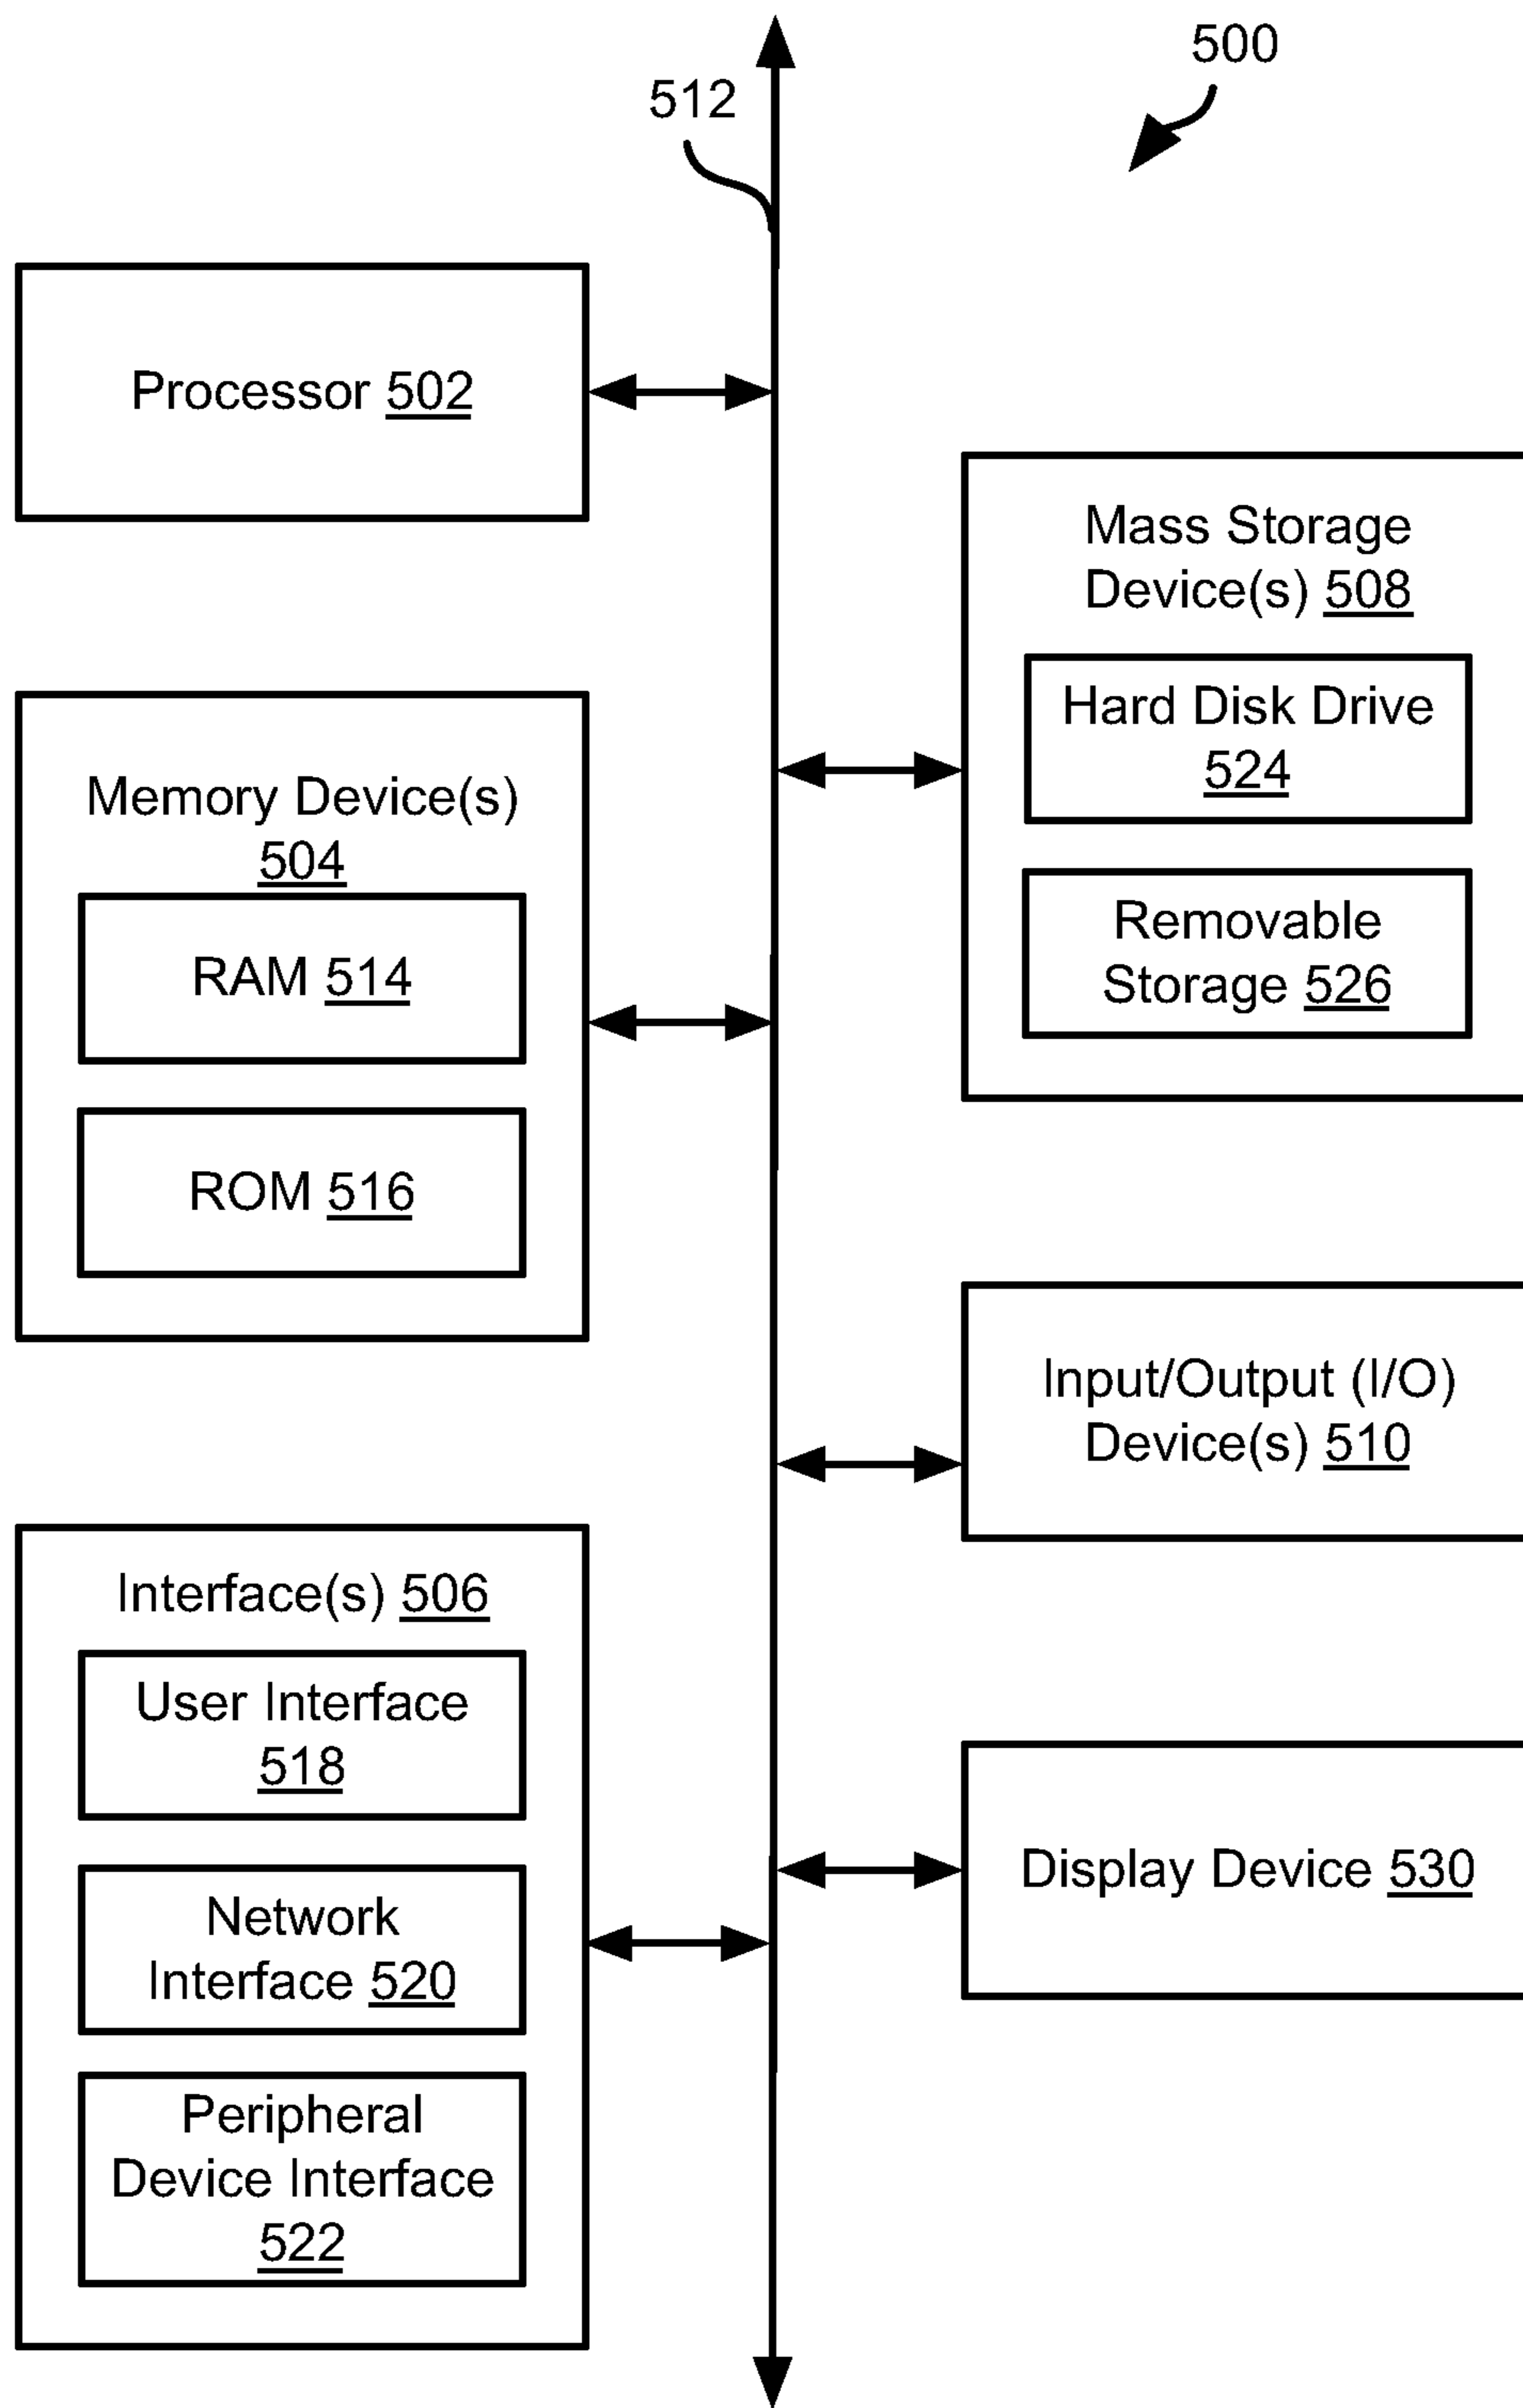 500
512
Processor 502
Mass Storage
Device(s) 508
Hard Disk Drive
524
Removable
Storage 526
Memory Device(s)
504
RAM 514
ROM 516
Input/Output (I/O)
Device(s) 510
Interface(s) 506
User Interface
518
Network
Interface 520
Peripheral
Device Interface
522
Display Device 530